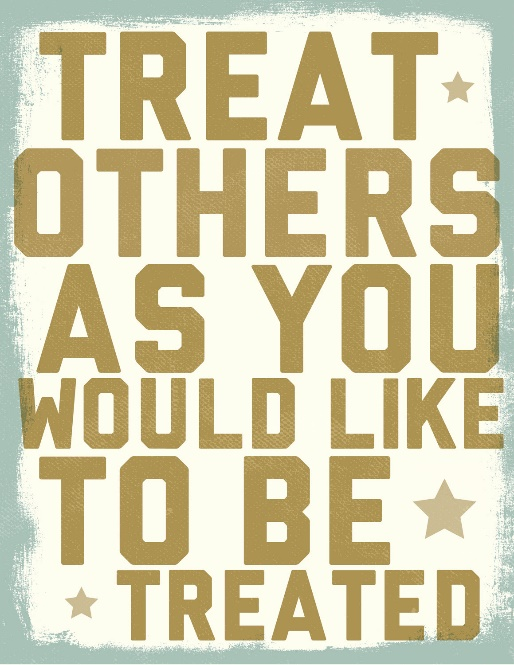 TREAT
OTHERS
AS YOU
WOULD LIKE
TO BE
TREATED